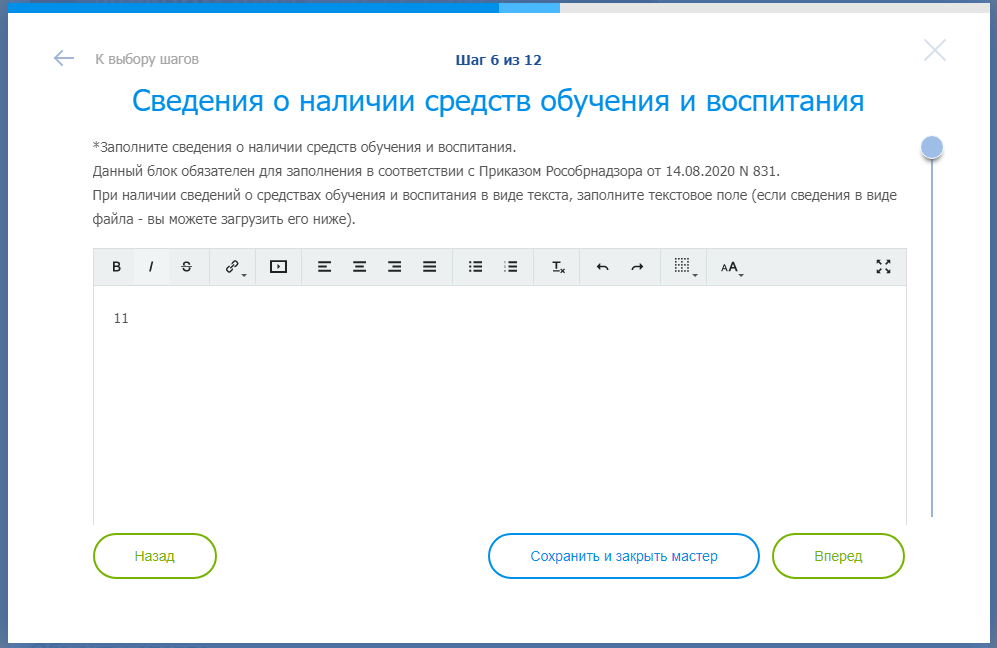 К выбору шагов
Шаг 6 из 12
Сведения о наличии средств обучения и воспитания
*Заполните сведения о наличии средств обучения и воспитания.
Данный блок обязателен для заполнения в соответствии с Приказом Рособрнадзора от 14.08.2020 N 831.
При наличии сведений о средствах обучения и воспитания в виде текста, заполните текстовое поле (если сведения в виде
файла - вы можете загрузить его ниже).
B I S AA
11
Назад
Сохранить и закрыть мастер
Вперед